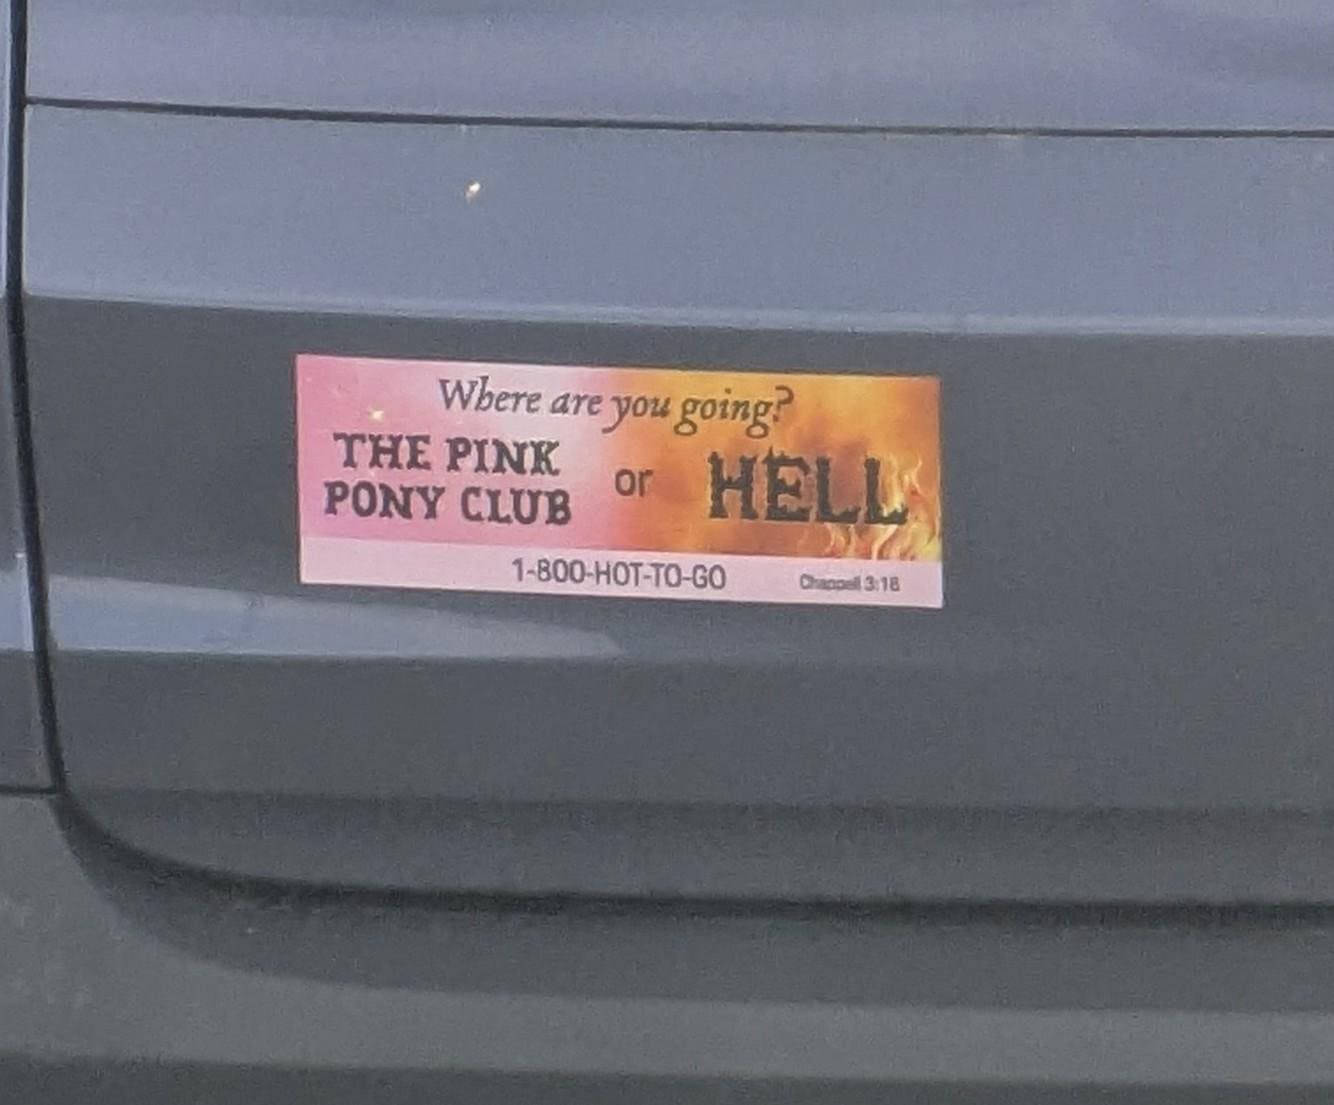 Where are you going?
THE PINK PONY CLUB or HELL
1-800-HOT-TO-GO
Chappell 3:16